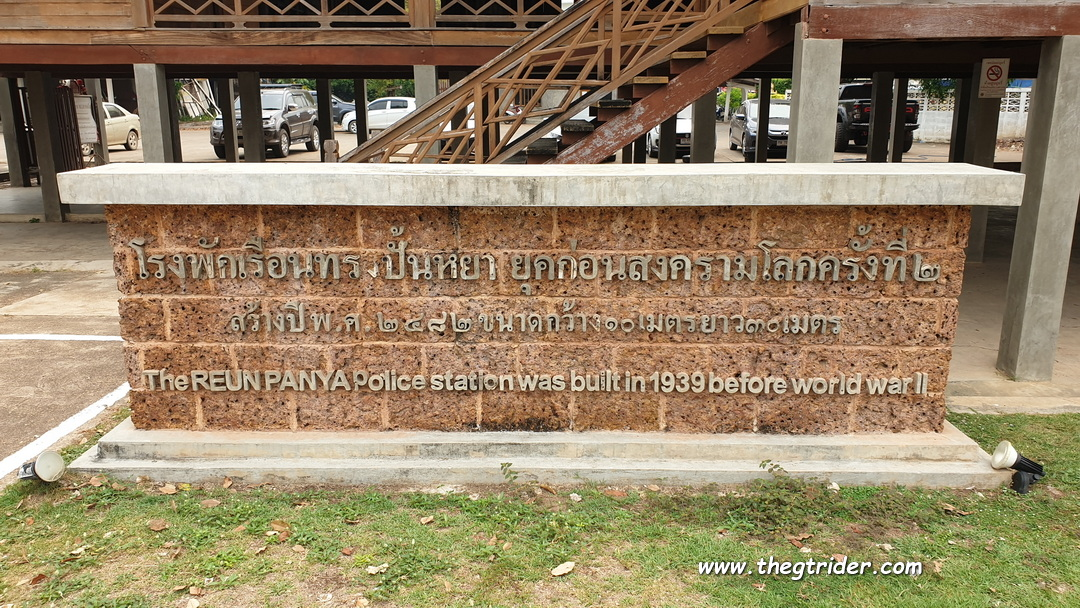 โรงพักเรือนทรงปั้นหยา ยุคก่อนสงครามโลกครั้งที่๒
สร้างปี พ.ศ. ๒๔๘๒ ขนาดกว้าง๑๐เมตรยาว๓๐เมตร
The REUN PANYA Police station was built in 1939 before world war II
www.thegtrider.com